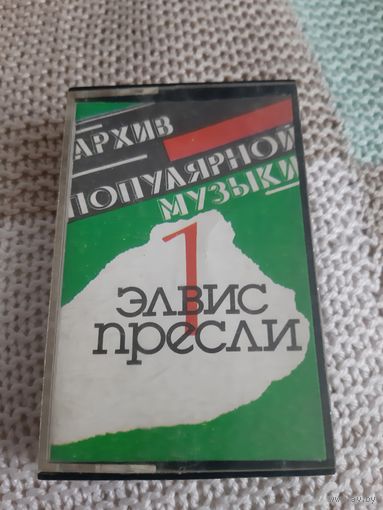 АРХИВ
ПОПУЛЯРНОЙ
МУЗЫКИ
1
ЭЛВИС
ПРЕСЛИ